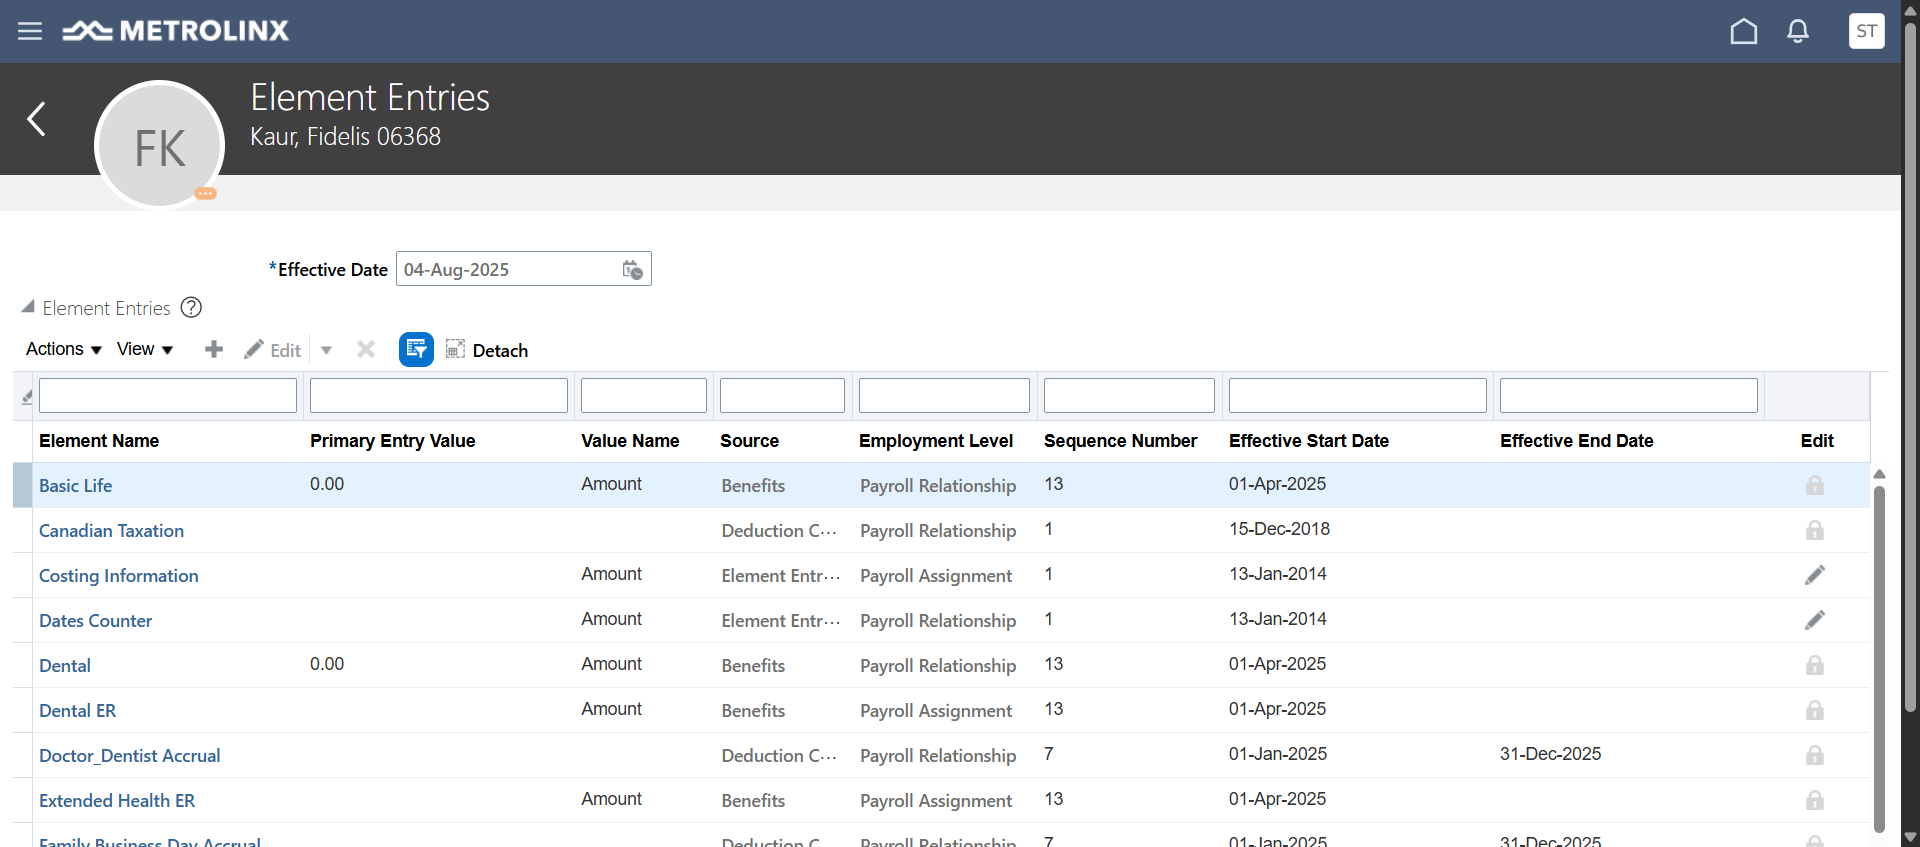 METROLINX
ST
Element Entries
FK
Kaur, Fidelis 06368
*Effective Date 04-Aug-2025
Element Entries ?
Actions View Edit Detach
Element Name Primary Entry Value Value Name Source Employment Level Sequence Number Effective Start Date Effective End Date Edit
Basic Life 0.00 Amount Benefits Payroll Relationship 13 01-Apr-2025
Canadian Taxation Deduction C... Payroll Relationship 1 15-Dec-2018
Costing Information Amount Element Entr... Payroll Assignment 1 13-Jan-2014
Dates Counter Amount Element Entr... Payroll Relationship 1 13-Jan-2014
Dental 0.00 Amount Benefits Payroll Relationship 13 01-Apr-2025
Dental ER Amount Benefits Payroll Assignment 13 01-Apr-2025
Doctor_Dentist Accrual Deduction C... Payroll Relationship 7 01-Jan-2025 31-Dec-2025
Extended Health ER Amount Benefits Payroll Assignment 13 01-Apr-2025
Family Business Day Accrual Deduction C Payroll Relationship 7 01-Jan-2025 31-Dec-2025